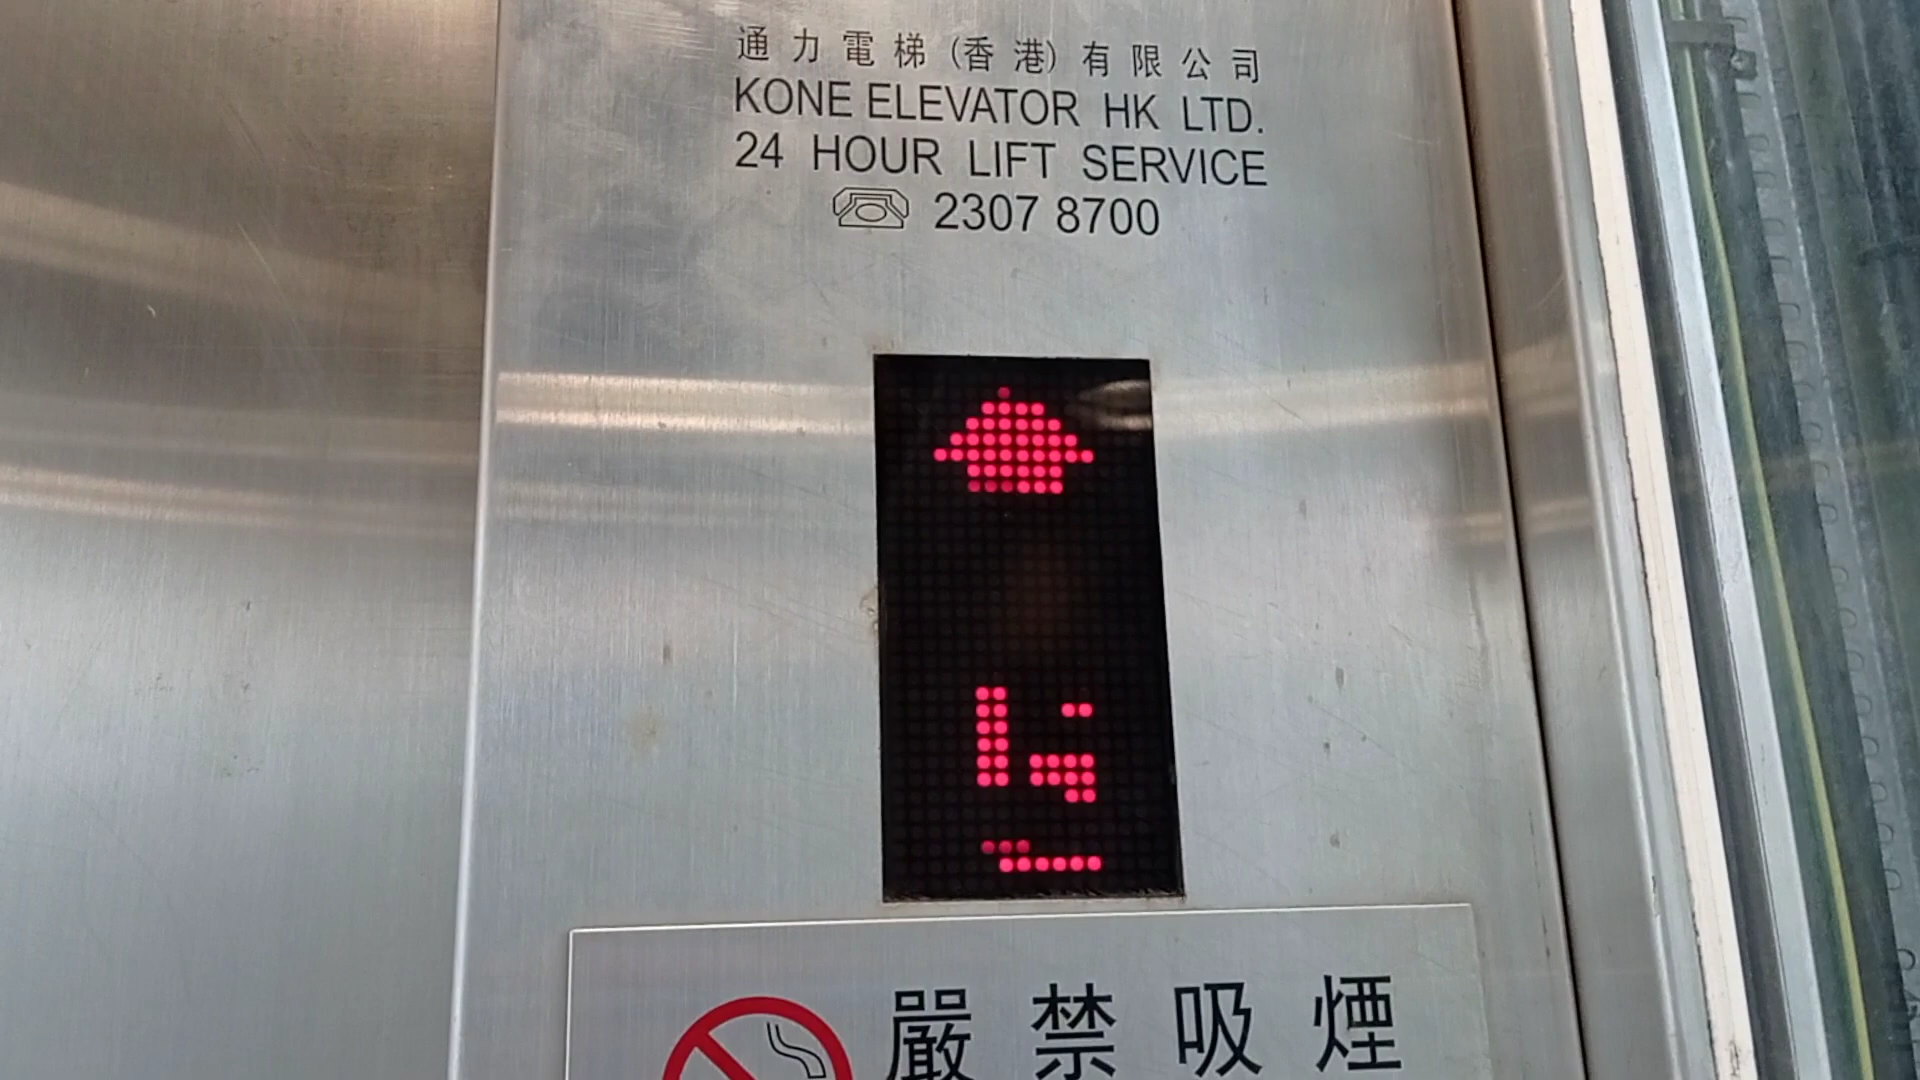 通力電梯(香港)有限公司
KONE ELEVATOR HK LTD.
24 HOUR LIFT SERVICE
2307 8700
嚴禁吸煙